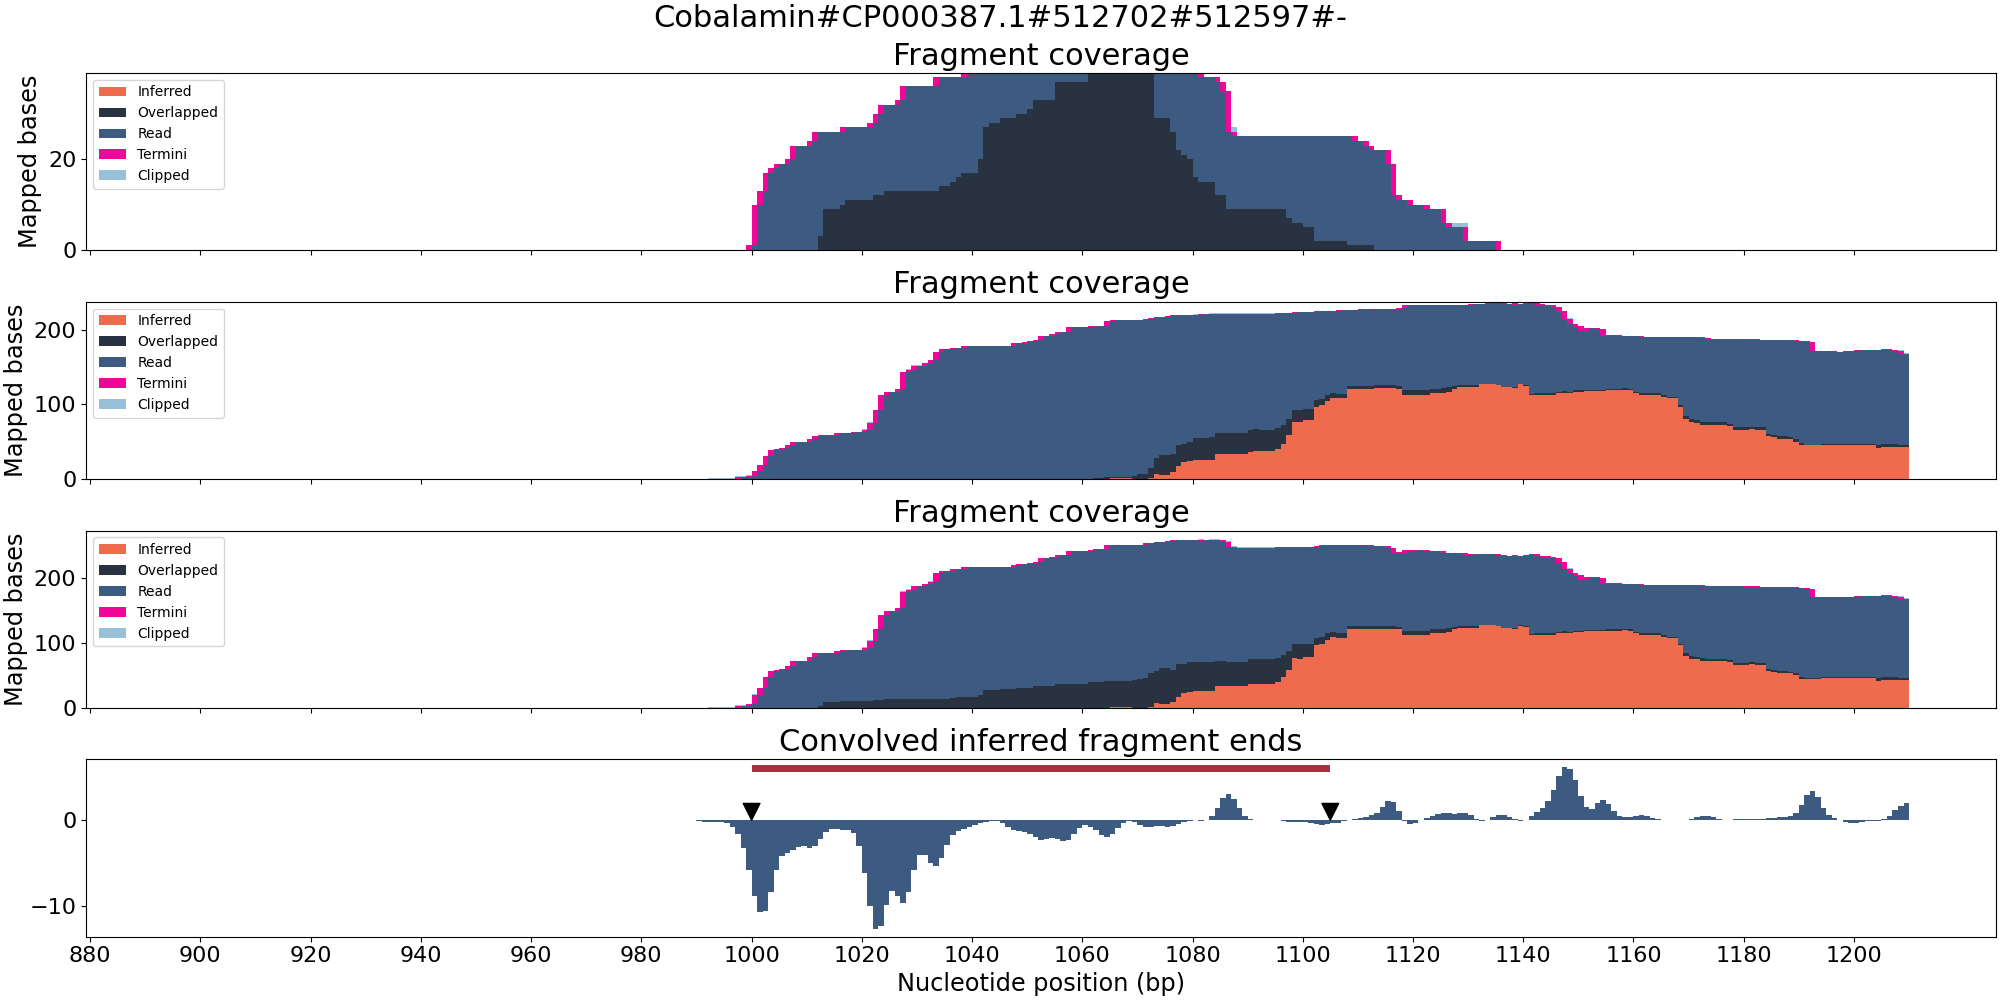 Cobalamin#CP000387.1#512702#512597#-
Fragment coverage
Mapped bases
20
0
Inferred
Overlapped
Read
Termini
Clipped
Fragment coverage
Mapped bases
200
100
0
Inferred
Overlapped
Read
Termini
Clipped
Fragment coverage
Mapped bases
200
100
0
Inferred
Overlapped
Read
Termini
Clipped
Convolved inferred fragment ends
0
−10
880 900 920 940 960 980 1000 1020 1040 1060 1080 1100 1120 1140 1160 1180 1200
Nucleotide position (bp)